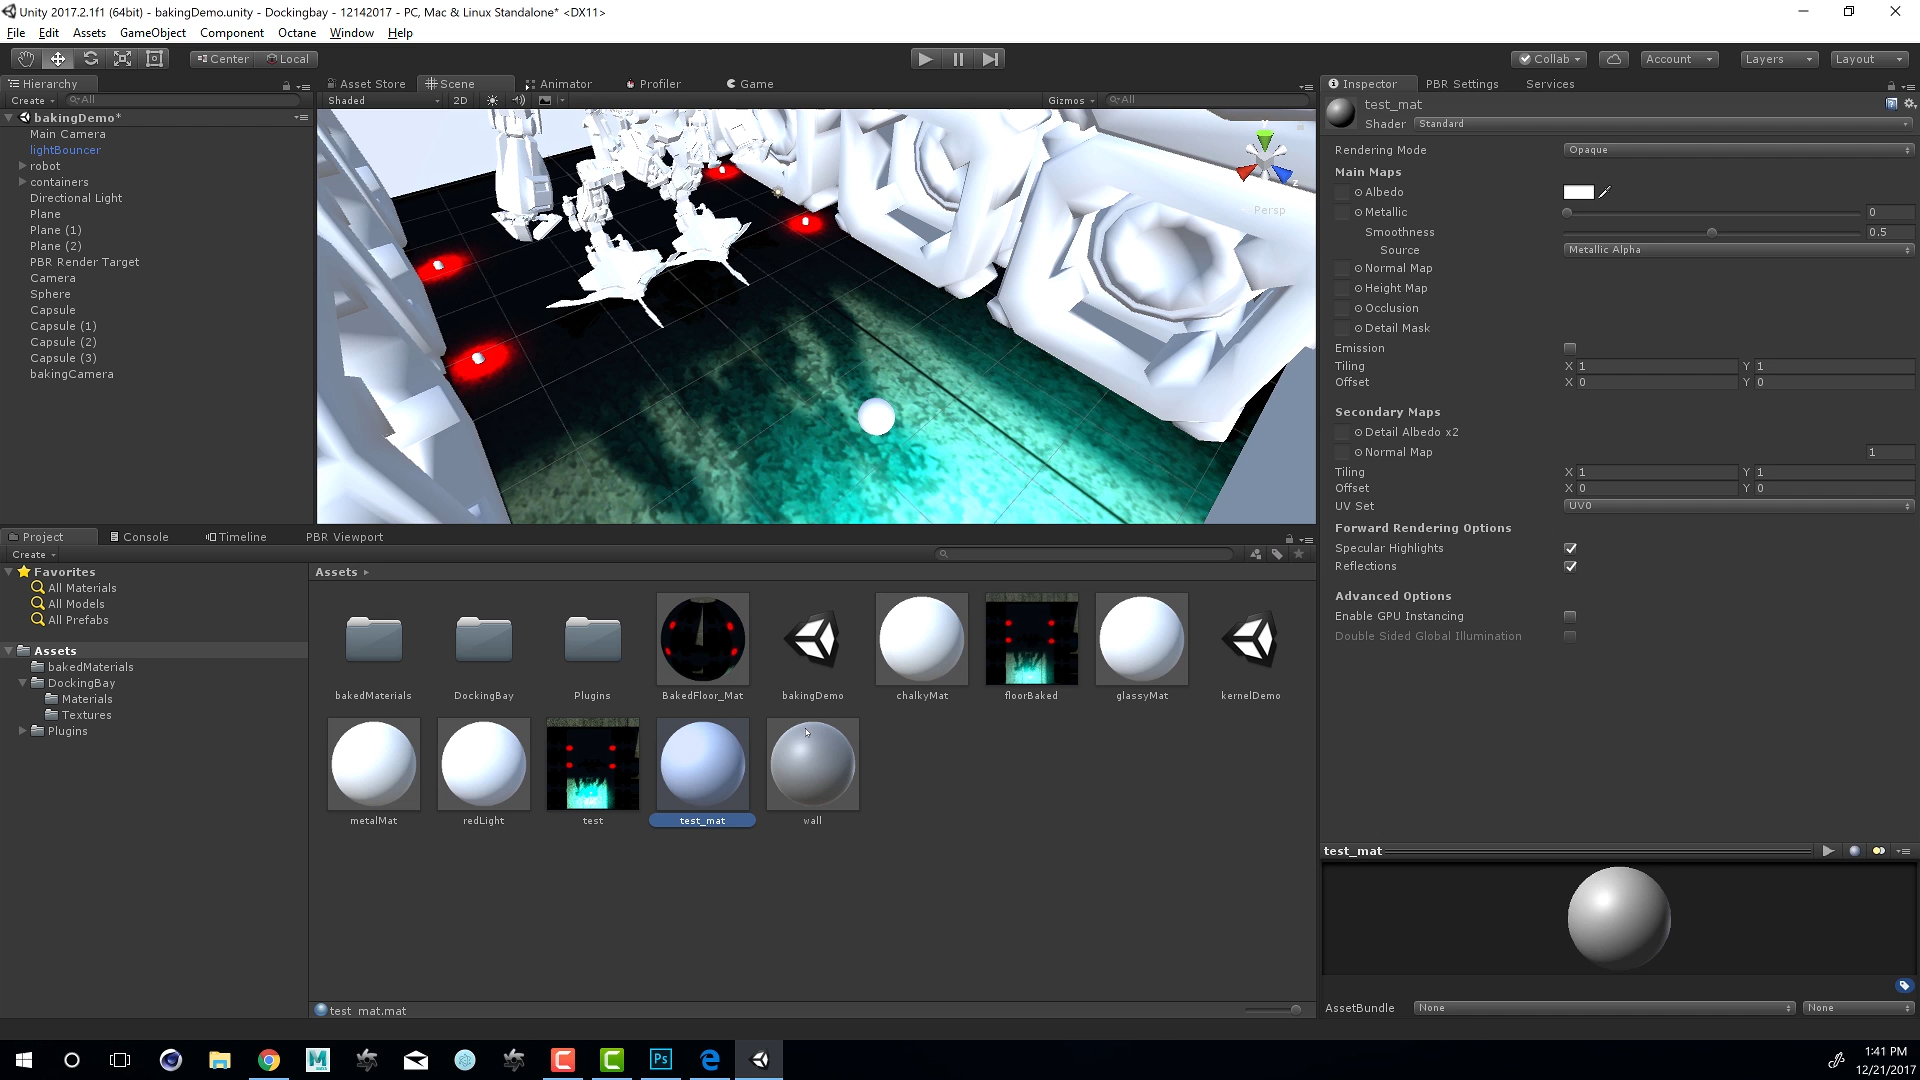 Unity 2017.2.1f1 (64bit) - bakingDemo.unity - Dockingbay - 12142017 - PC, Mac & Linux Standalone* <DX11>
File Edit Assets GameObject Component Octane Window Help
Center Local Collab Account Layers Layout
Hierarchy
Create All
bakingDemo*
Main Camera
lightBouncer
robot
containers
Directional Light
Plane
Plane (1)
Plane (2)
PBR Render Target
Camera
Sphere
Capsule
Capsule (1)
Capsule (2)
Capsule (3)
bakingCamera
Asset Store Scene Animator Profiler Game
Shaded 2D Gizmos All
y
z
Persp
Inspector PBR Settings Services
test_mat
Shader Standard
Rendering Mode Opaque
Main Maps
Albedo
Metallic 0
Smoothness 0.5
Source Metallic Alpha
Normal Map
Height Map
Occlusion
Detail Mask
Emission
Tiling X 1 Y 1
Offset X 0 Y 0
Secondary Maps
Detail Albedo x2
Normal Map 1
Tiling X 1 Y 1
Offset X 0 Y 0
UV Set UV0
Forward Rendering Options
Specular Highlights
Reflections
Advanced Options
Enable GPU Instancing
Double Sided Global Illumination
Project Console Timeline PBR Viewport
Create
Favorites
All Materials
All Models
All Prefabs
Assets
bakedMaterials
DockingBay
Materials
Textures
Plugins
Assets
bakedMaterials DockingBay Plugins BakedFloor_Mat bakingDemo chalkyMat floorBaked glassyMat kernelDemo
metalMat redLight test test_mat wall
test_mat.mat
test_mat
AssetBundle None None
Ps
1:41 PM
12/21/2017